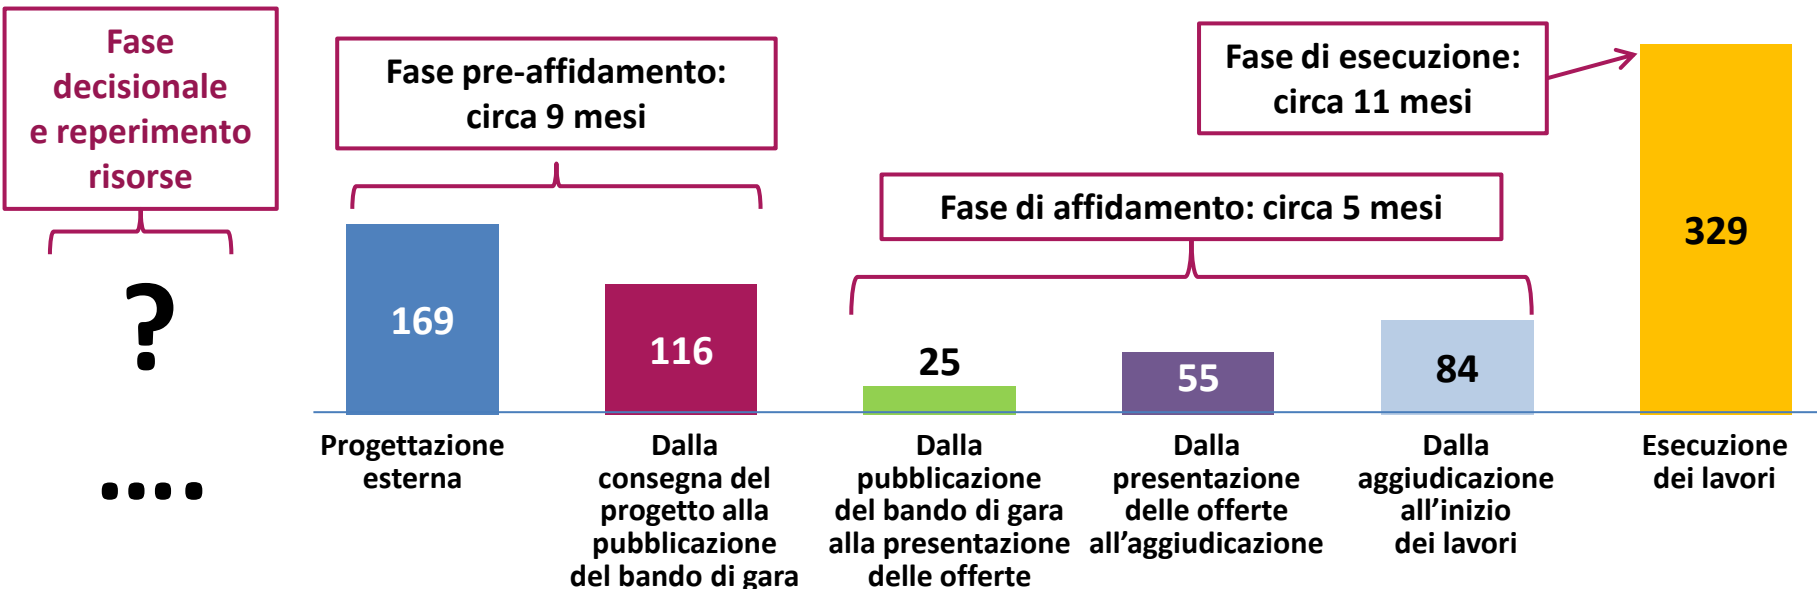 Fase
decisionale
e reperimento
risorse
?
....
Fase pre-affidamento:
circa 9 mesi
Fase di affidamento: circa 5 mesi
Fase di esecuzione:
circa 11 mesi
169
116
25
55
84
329
Progettazione
esterna
Dalla
consegna del
progetto alla
pubblicazione
del bando di gara
Dalla
pubblicazione
del bando di gara
alla presentazione
delle offerte
Dalla
presentazione
delle offerte
all’aggiudicazione
Dalla
aggiudicazione
all’inizio
dei lavori
Esecuzione
dei lavori